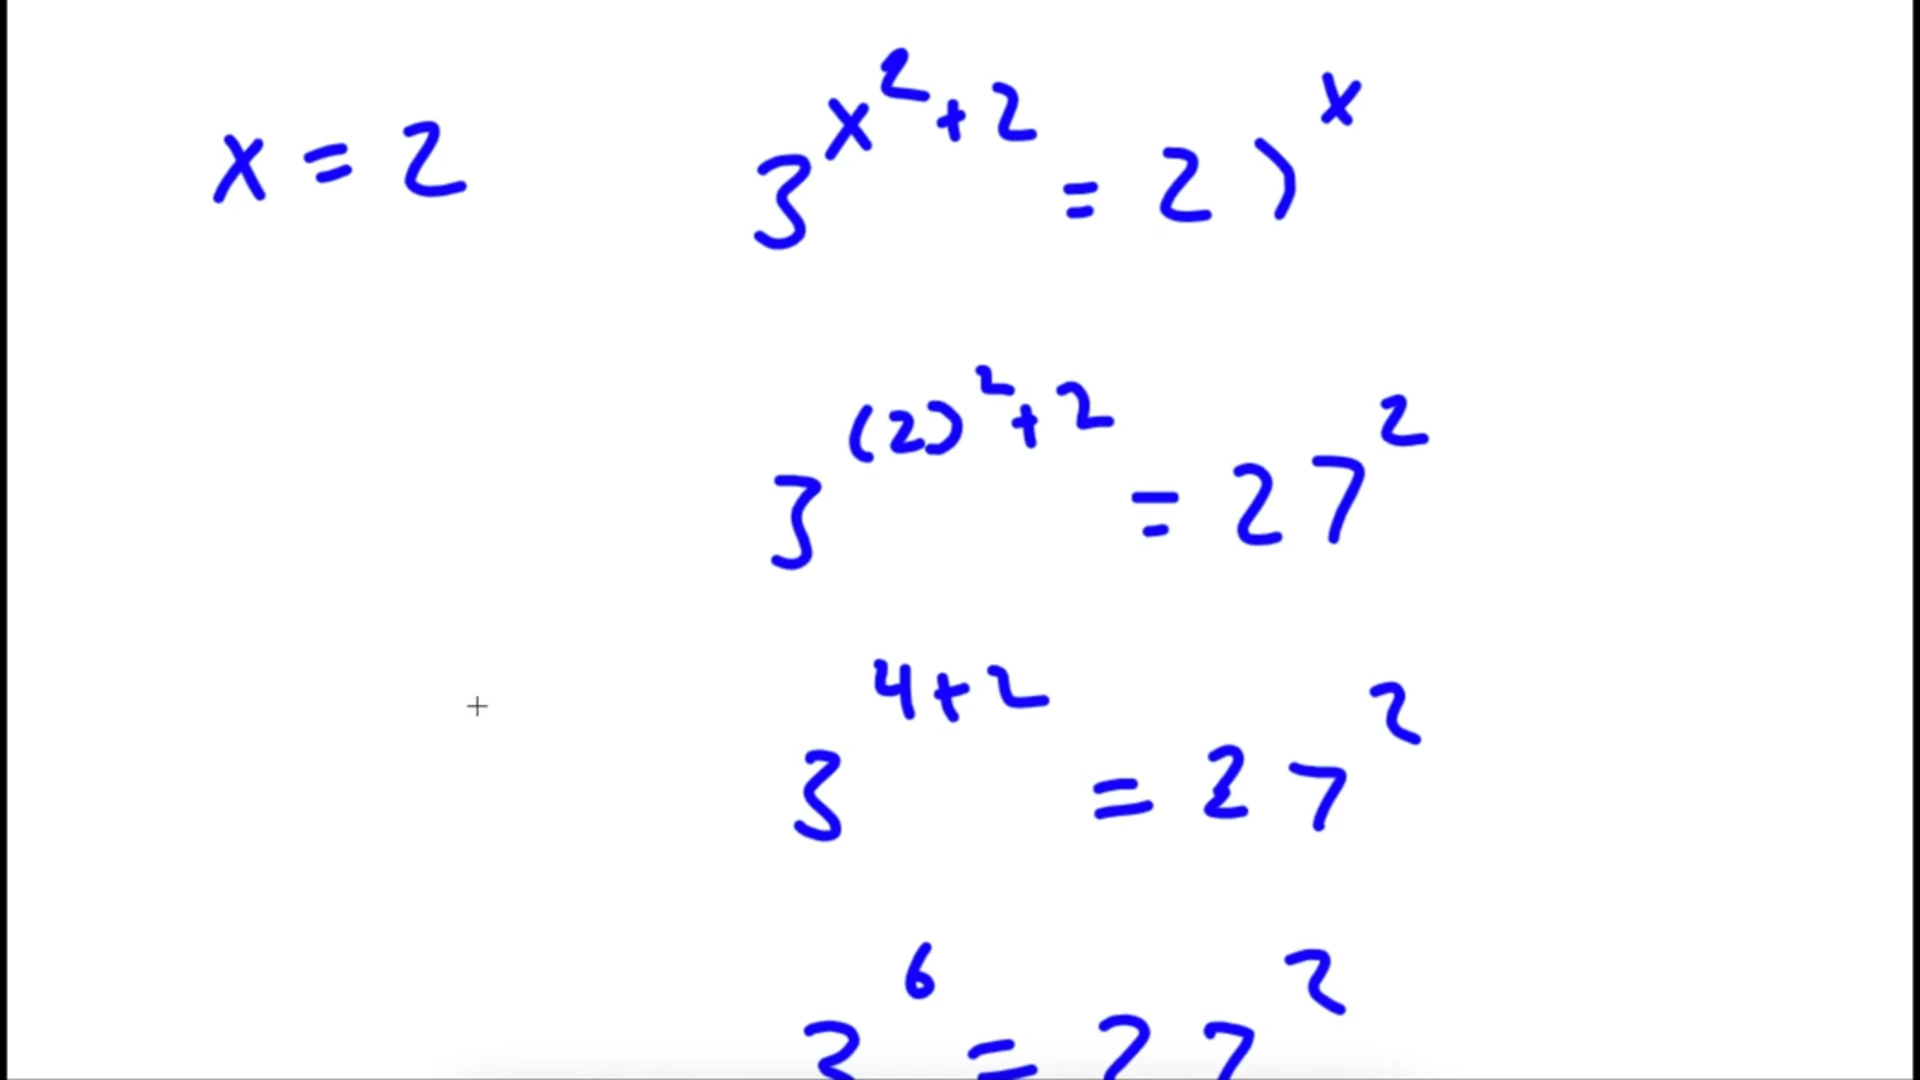 x = 2
3^(x^2+2) = 27^x
3^((2)^2+2) = 27^2
3^(4+2) = 27^2
3^6 = 27^2